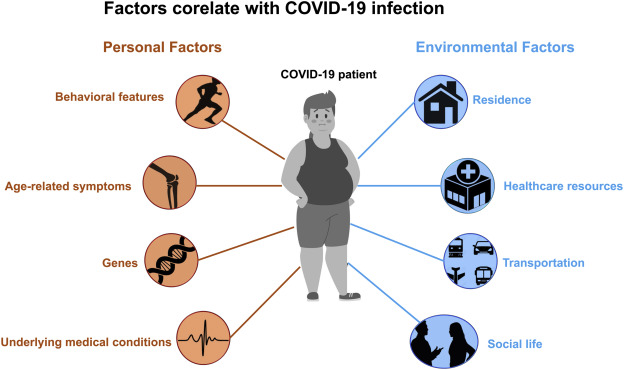 Factors corelate with COVID-19 infection
Personal Factors
Environmental Factors
COVID-19 patient
Behavioral features
Residence
Age-related symptoms
Healthcare resources
Genes
Transportation
Underlying medical conditions
Social life